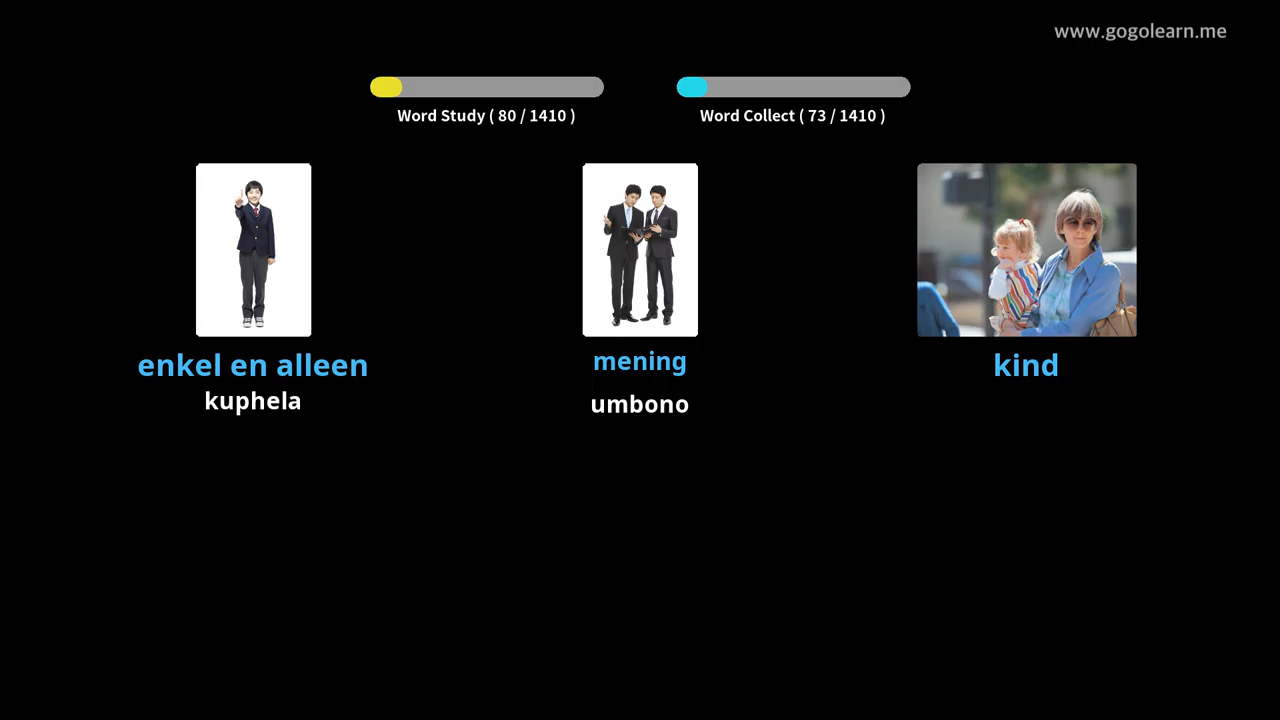 www.gogolearn.me
Word Study ( 80 / 1410 )
Word Collect ( 73 / 1410 )
enkel en alleen
kuphela
mening
umbono
kind